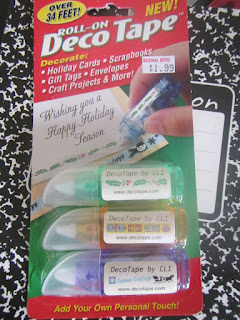 OVER
34 FEET!
NEW!
ROLL-ON
DECO TAPE
Decorate:
• Holiday Cards • Scrapbooks
• Gift Tags • Envelopes
• Craft Projects & More!
$1.99
Wishing you a
Happy Holiday
Season
DecoTape by CLI
www.decotape.com
DecoTape by CLI
www.decotape.com
DecoTape by CLI
www.decotape.com
Add Your Own Personal Touch!